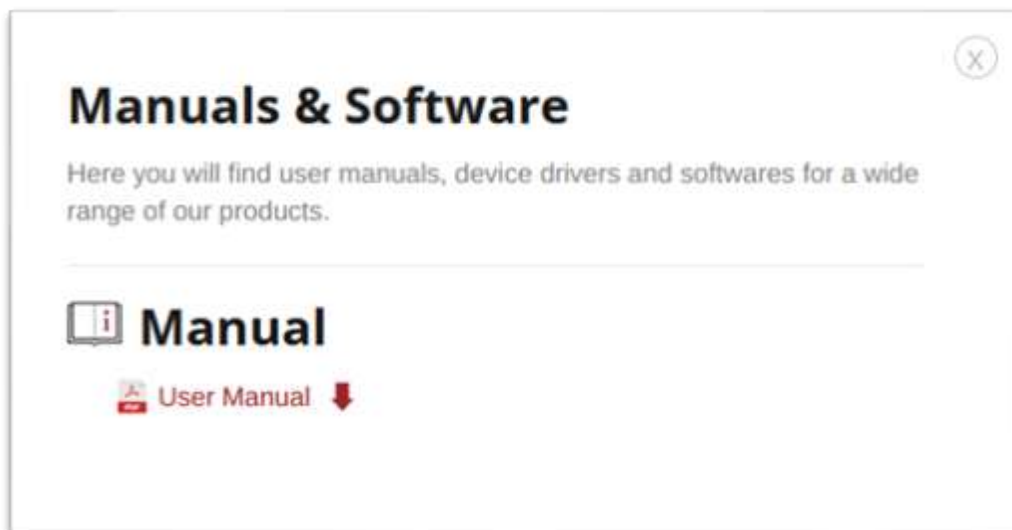 X
Manuals & Software
Here you will find user manuals, device drivers and softwares for a wide
range of our products.
i
Manual
PDF
User Manual